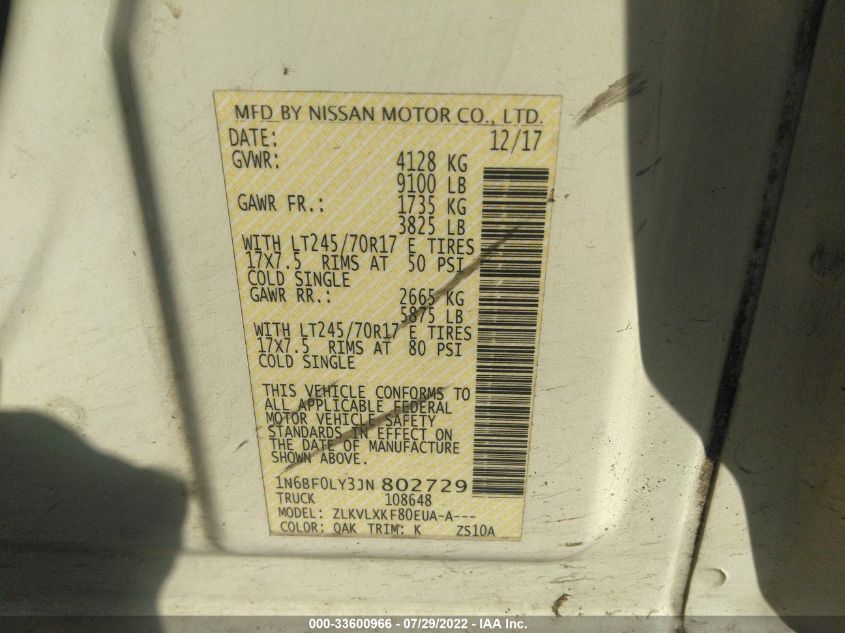 MFD BY NISSAN MOTOR CO., LTD.
DATE: 12/17
GVWR: 4128 KG
9100 LB
GAWR FR.: 1735 KG
3825 LB
WITH LT245/70R17 E TIRES
17X7.5 RIMS AT 50 PSI
COLD SINGLE
GAWR RR.: 2665 KG
5875 LB
WITH LT245/70R17 E TIRES
17X7.5 RIMS AT 80 PSI
COLD SINGLE
THIS VEHICLE CONFORMS TO
ALL APPLICABLE FEDERAL
MOTOR VEHICLE SAFETY
STANDARDS IN EFFECT ON
THE DATE OF MANUFACTURE
SHOWN ABOVE.
1N6BF0LY3JN 802729
TRUCK 108648
MODEL: ZLKVLXKF80EUA-A---
COLOR: QAK TRIM: K ZS10A
000-33600966 - 07/29/2022 - IAA Inc.